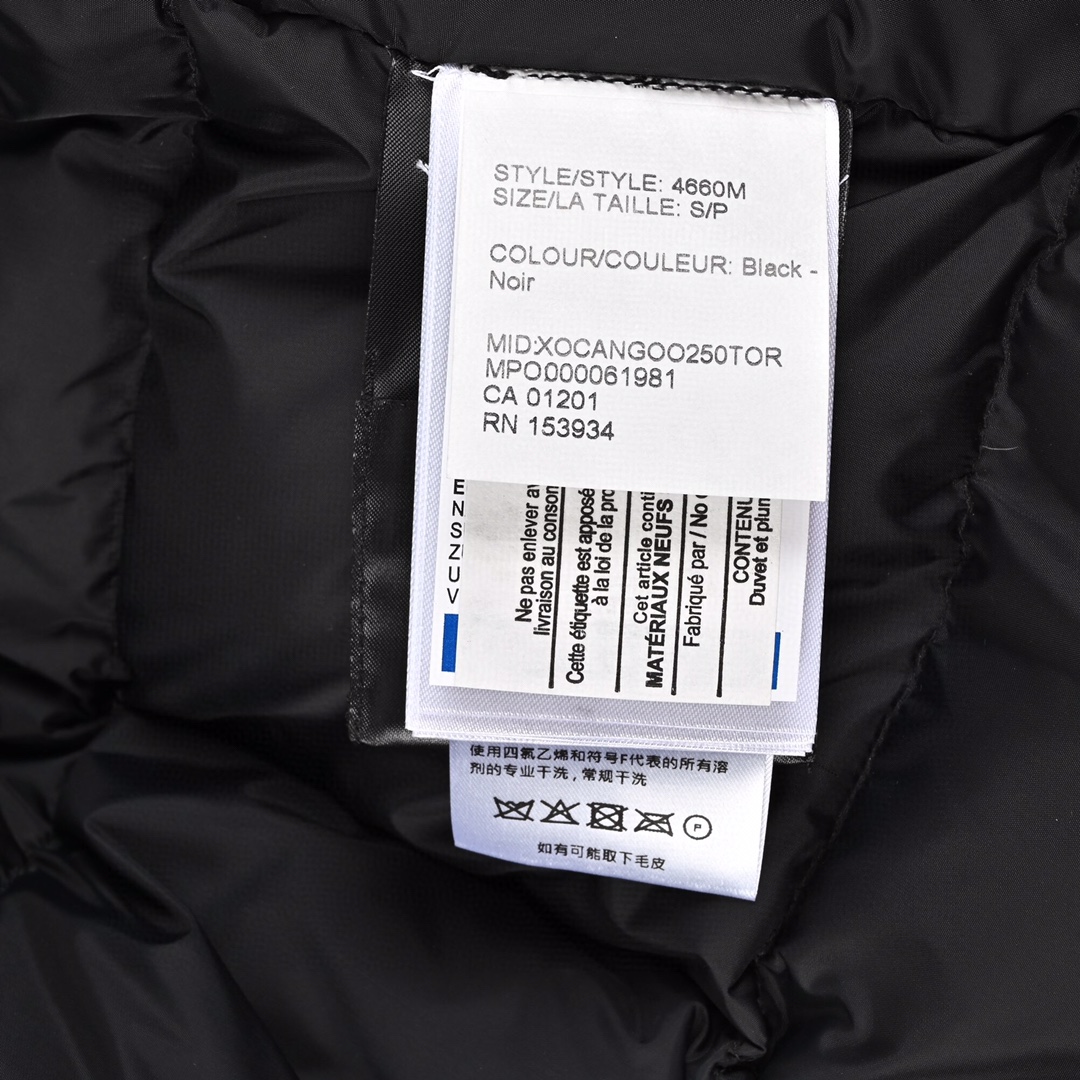 STYLE/STYLE: 4660M
SIZE/LA TAILLE: S/P
COLOUR/COULEUR: Black -
Noir
MID:XOCANGOO250TOR
MPO000061981
CA 01201
RN 153934
E
N
S
Z
U
V
Ne pas enlever
livraison au
Cette étiquette est apposé
à la loi de la
Cet article
MATÉRIAUX NEUFS
Fabriqué par / No
CONTENU
Duvet et
使用四氯乙烯和符号F代表的所有溶
剂的专业干洗，常规干洗
P
如有可能取下毛皮